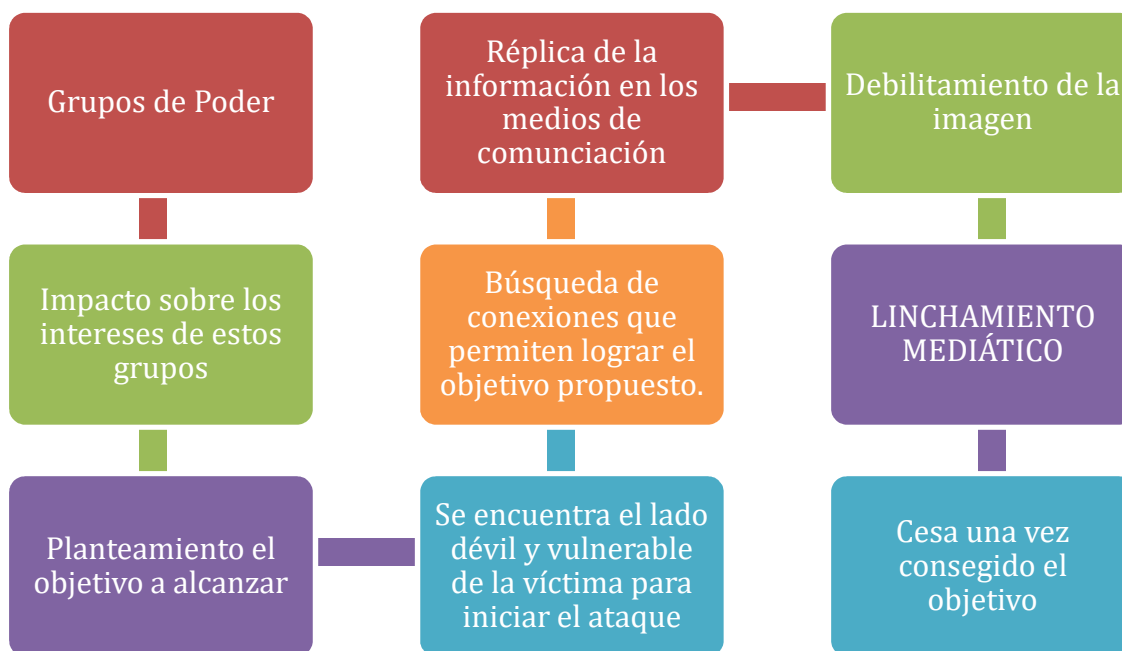 Grupos de Poder
Impacto sobre los
intereses de estos
grupos
Planteamiento el
objetivo a alcanzar
Se encuentra el lado
dévil y vulnerable
de la víctima para
iniciar el ataque
Búsqueda de
conexiones que
permiten lograr el
objetivo propuesto.
Réplica de la
información en los
medios de
comunciación
Debilitamiento de la
imagen
LINCHAMIENTO
MEDIÁTICO
Cesa una vez
consegido el
objetivo